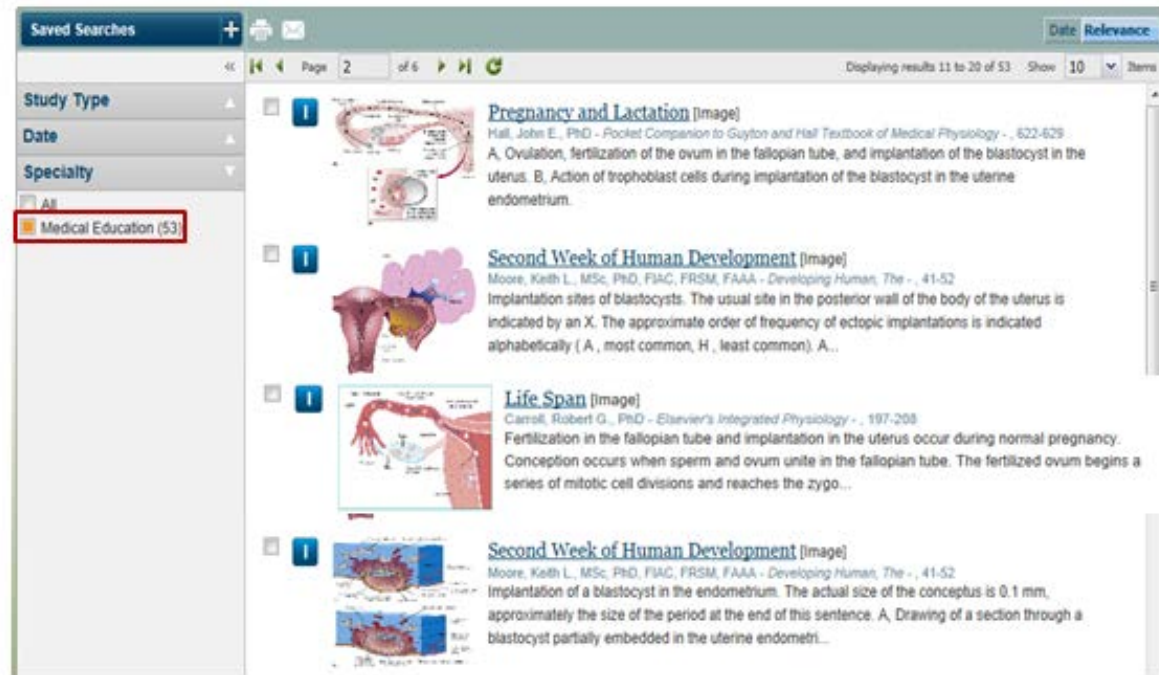 Saved Searches +
Date Relevance
« Page 2 of 6 Displaying results 11 to 20 of 53 Show 10 Items
Study Type
Date
Specialty
All
Medical Education (53)
I Pregnancy and Lactation [Image]
Hall, John E., PhD - Pocket Companion to Guyton and Hall Textbook of Medical Physiology - , 622-629
A, Ovulation, fertilization of the ovum in the fallopian tube, and implantation of the blastocyst in the
uterus. B, Action of trophoblast cells during implantation of the blastocyst in the uterine
endometrium.
I Second Week of Human Development [Image]
Moore, Keith L., MSc, PhD, FIAC, FRSM, FAAA - Developing Human, The - , 41-52
Implantation sites of blastocysts. The usual site in the posterior wall of the body of the uterus is
indicated by an X. The approximate order of frequency of ectopic implantations is indicated
alphabetically ( A , most common, H , least common). A...
I Life Span [Image]
Carroll, Robert G., PhD - Elsevier's Integrated Physiology - , 197-208
Fertilization in the fallopian tube and implantation in the uterus occur during normal pregnancy.
Conception occurs when sperm and ovum unite in the fallopian tube. The fertilized ovum begins a
series of mitotic cell divisions and reaches the zygo...
I Second Week of Human Development [Image]
Moore, Keith L., MSc, PhD, FIAC, FRSM, FAAA - Developing Human, The - , 41-52
Implantation of a blastocyst in the endometrium. The actual size of the conceptus is 0.1 mm,
approximately the size of the period at the end of this sentence. A, Drawing of a section through a
blastocyst partially embedded in the uterine endometri...